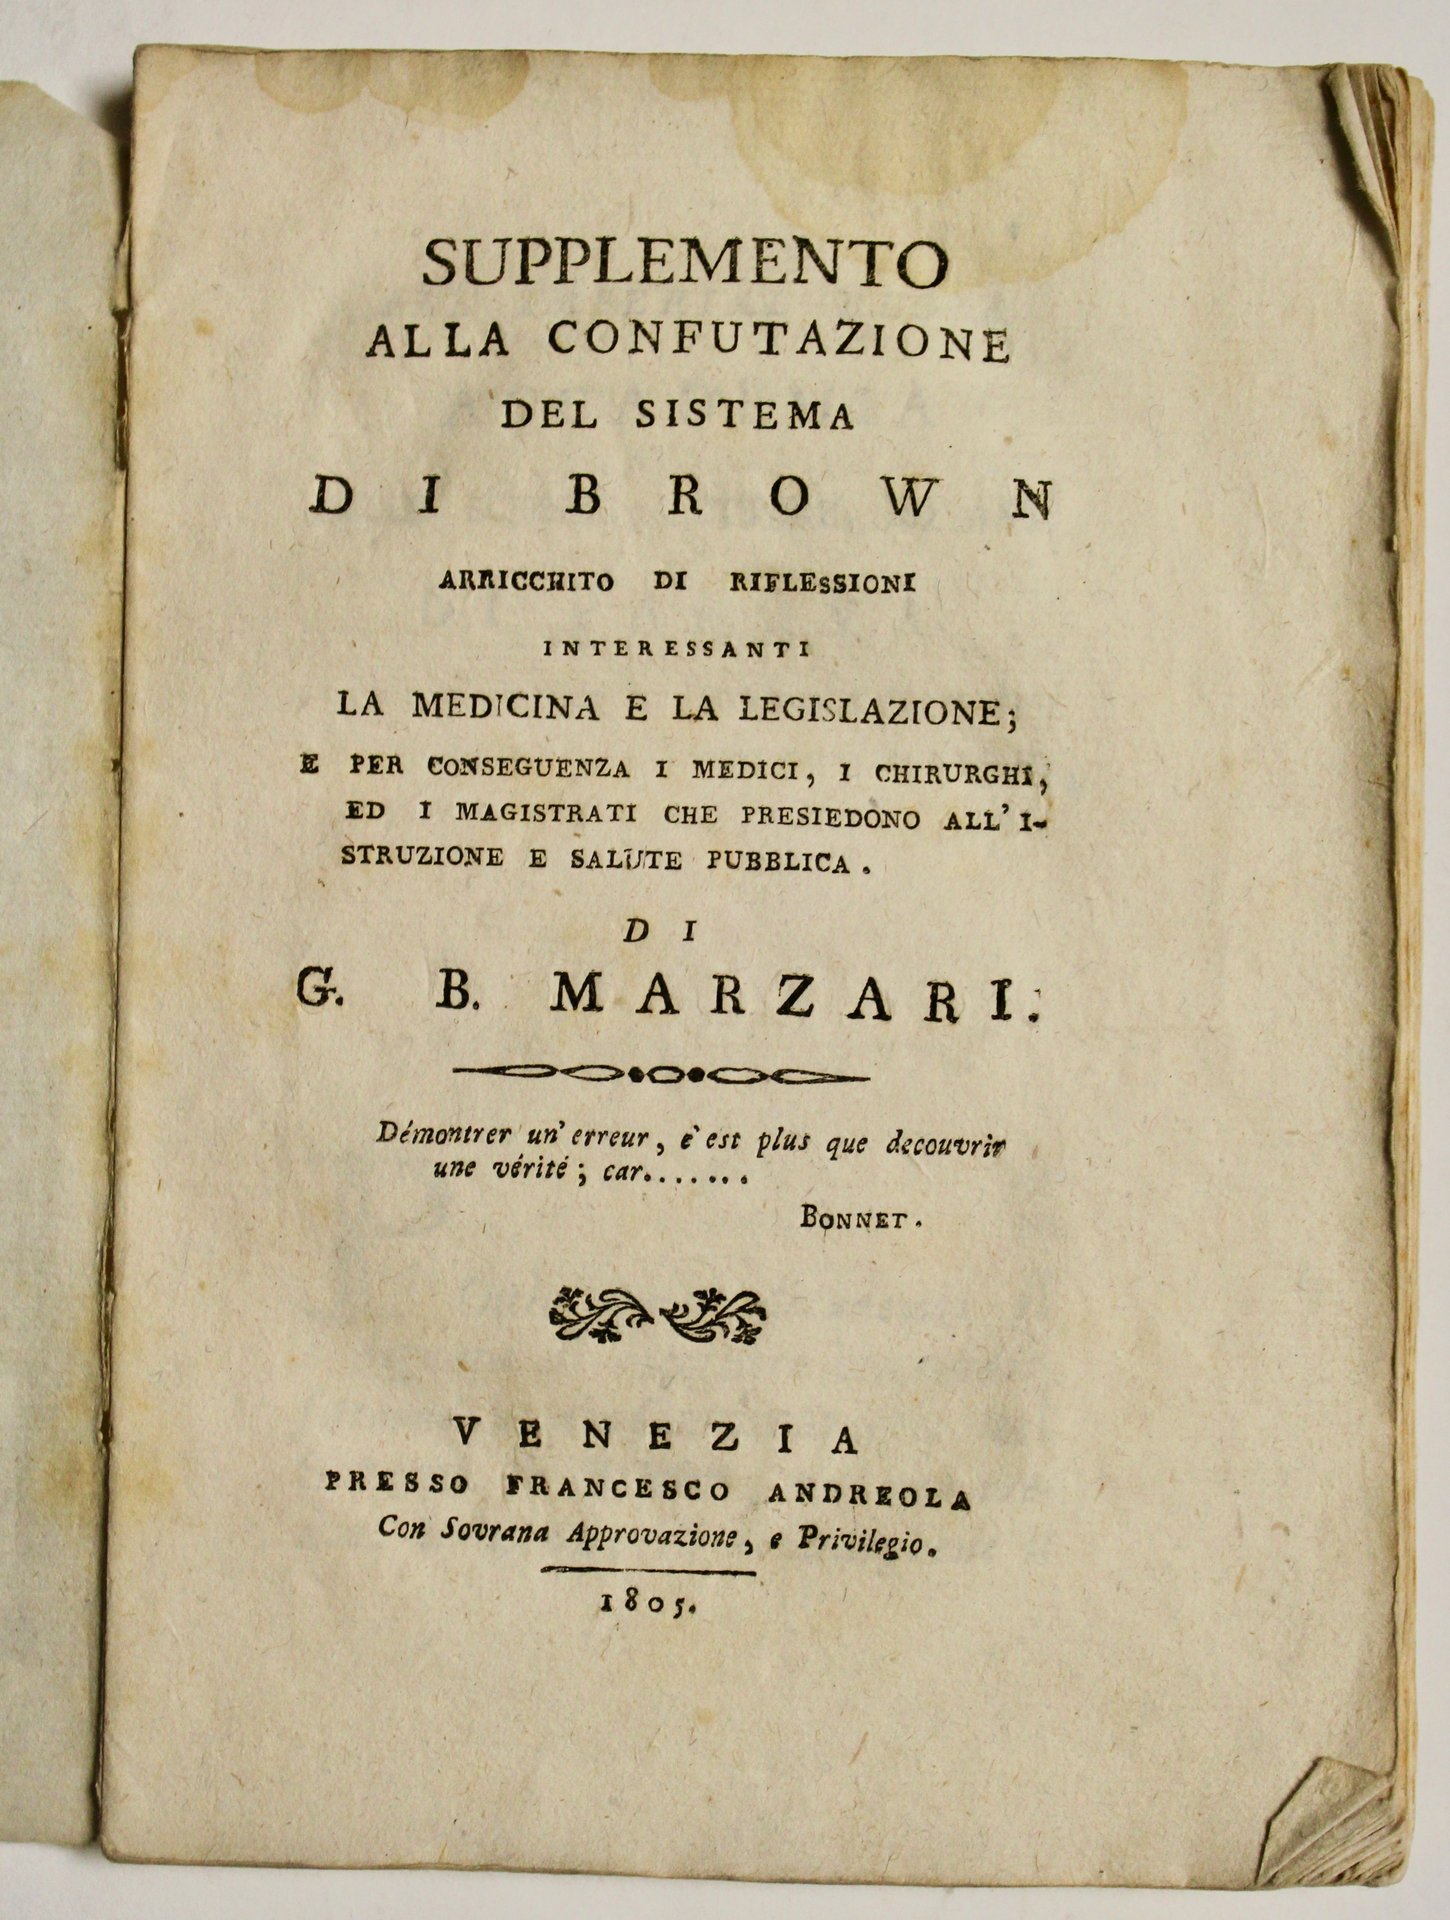 SUPPLEMENTO
ALLA CONFUTAZIONE
DEL SISTEMA
DI BROWN
ARRICCHITO DI RIFLESSIONI
INTERESSANTI
LA MEDICINA E LA LEGISLAZIONE;
E PER CONSEGUENZA I MEDICI, I CHIRURGHI,
ED I MAGISTRATI CHE PRESIEDONO ALL' I-
STRUZIONE E SALUTE PUBBLICA.
DI
G. B. MARZARI.
Démontrer un' erreur, è est plus que decouvrir
une vérité; car.......
BONNET.
VENEZIA
PRESSO FRANCESCO ANDREOLA
Con Sovrana Approvazione, e Privilegio.
1805.